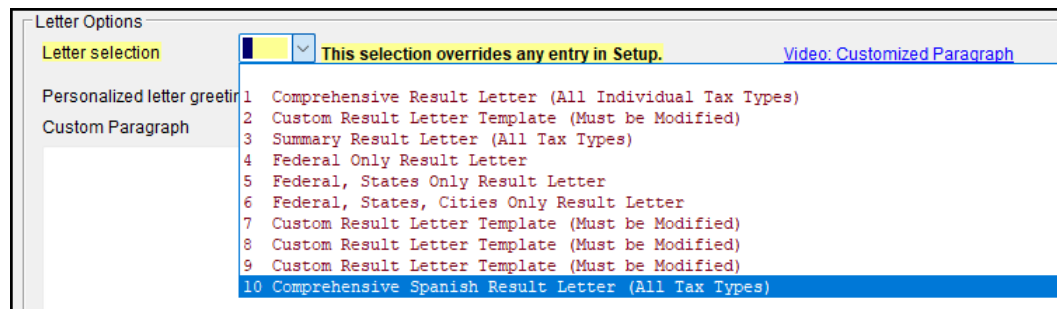 Letter Options
Letter selection This selection overrides any entry in Setup. Video: Customized Paragraph
Personalized letter greetin
Custom Paragraph
1 Comprehensive Result Letter (All Individual Tax Types)
2 Custom Result Letter Template (Must be Modified)
3 Summary Result Letter (All Tax Types)
4 Federal Only Result Letter
5 Federal, States Only Result Letter
6 Federal, States, Cities Only Result Letter
7 Custom Result Letter Template (Must be Modified)
8 Custom Result Letter Template (Must be Modified)
9 Custom Result Letter Template (Must be Modified)
10 Comprehensive Spanish Result Letter (All Tax Types)